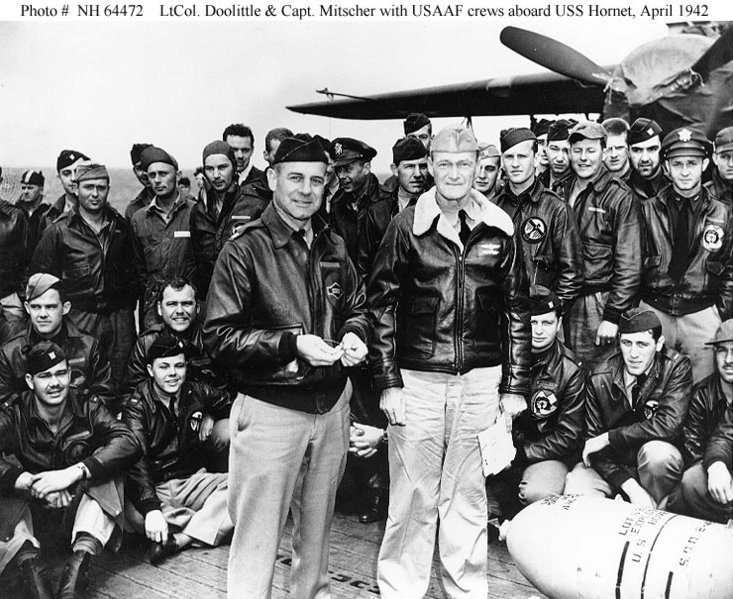 Photo # NH 64472 LtCol. Doolittle & Capt. Mitscher with USAAF crews aboard USS Hornet, April 1942
U.S.